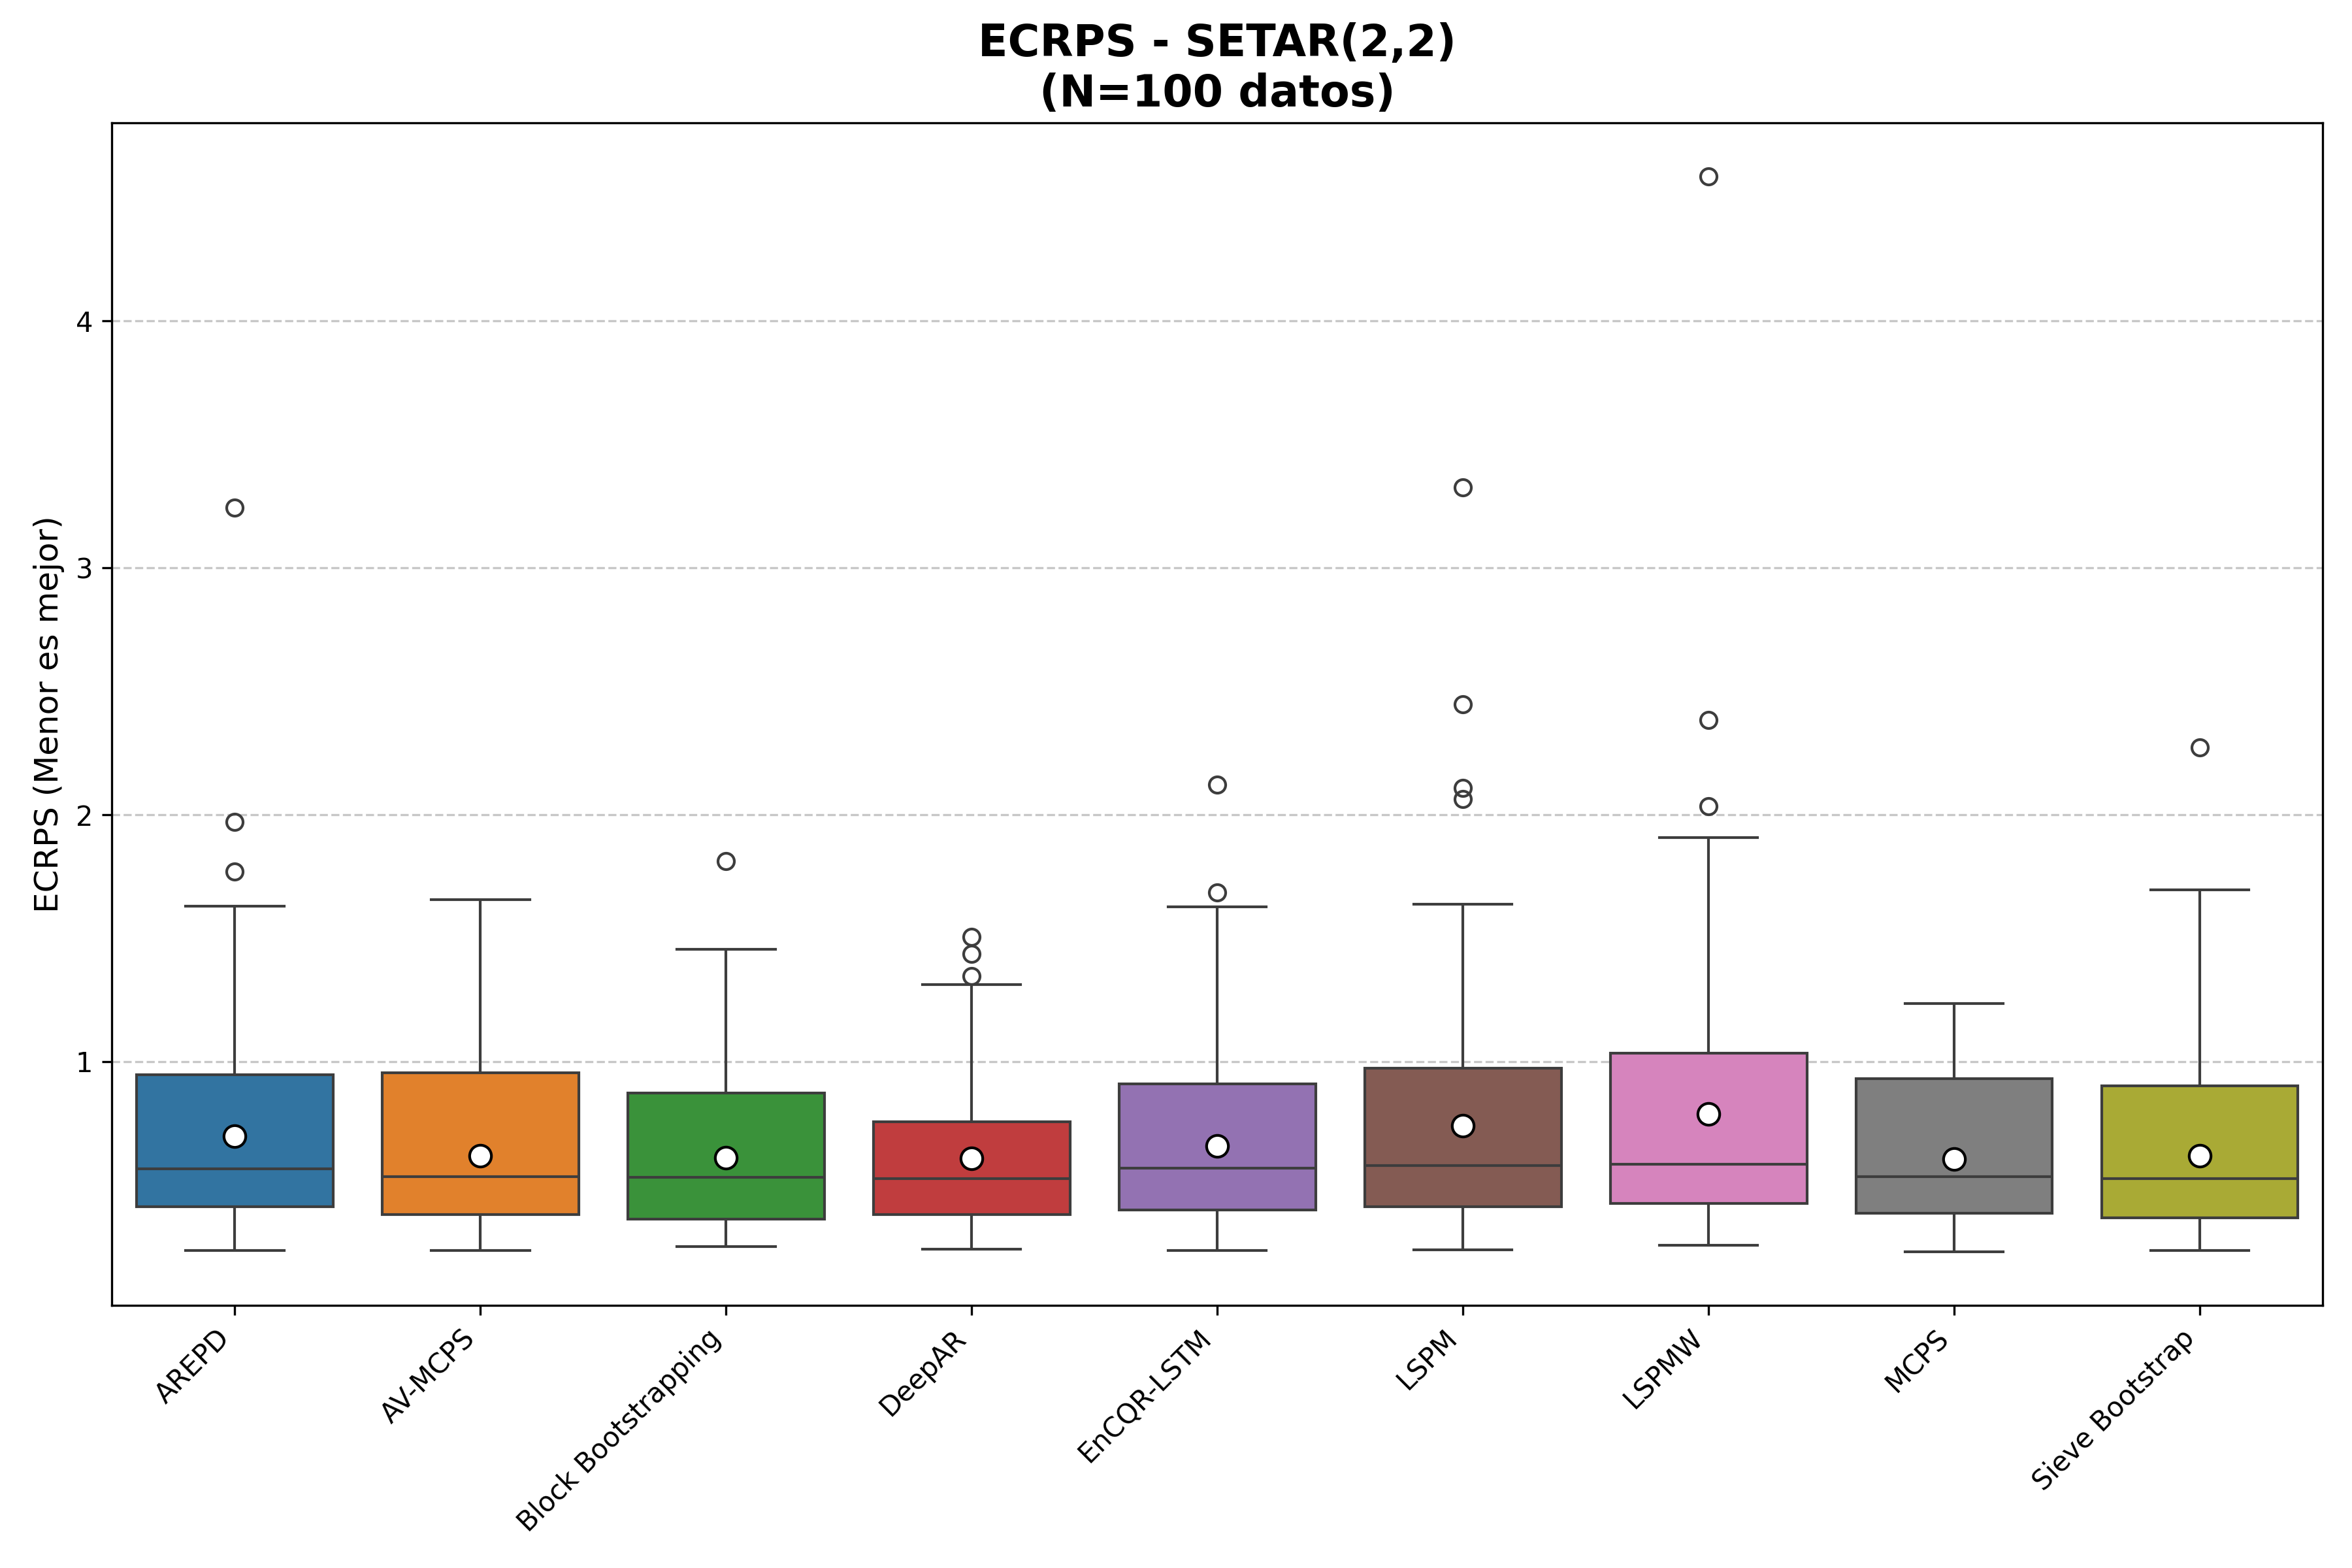 ECRPS - SETAR(2,2)
(N=100 datos)
ECRPS (Menor es mejor)
4
3
2
1
AREPD
AV-MCPS
Block Bootstrapping
DeepAR
EnCQR-LSTM
LSPM
LSPMW
MCPS
Sieve Bootstrap